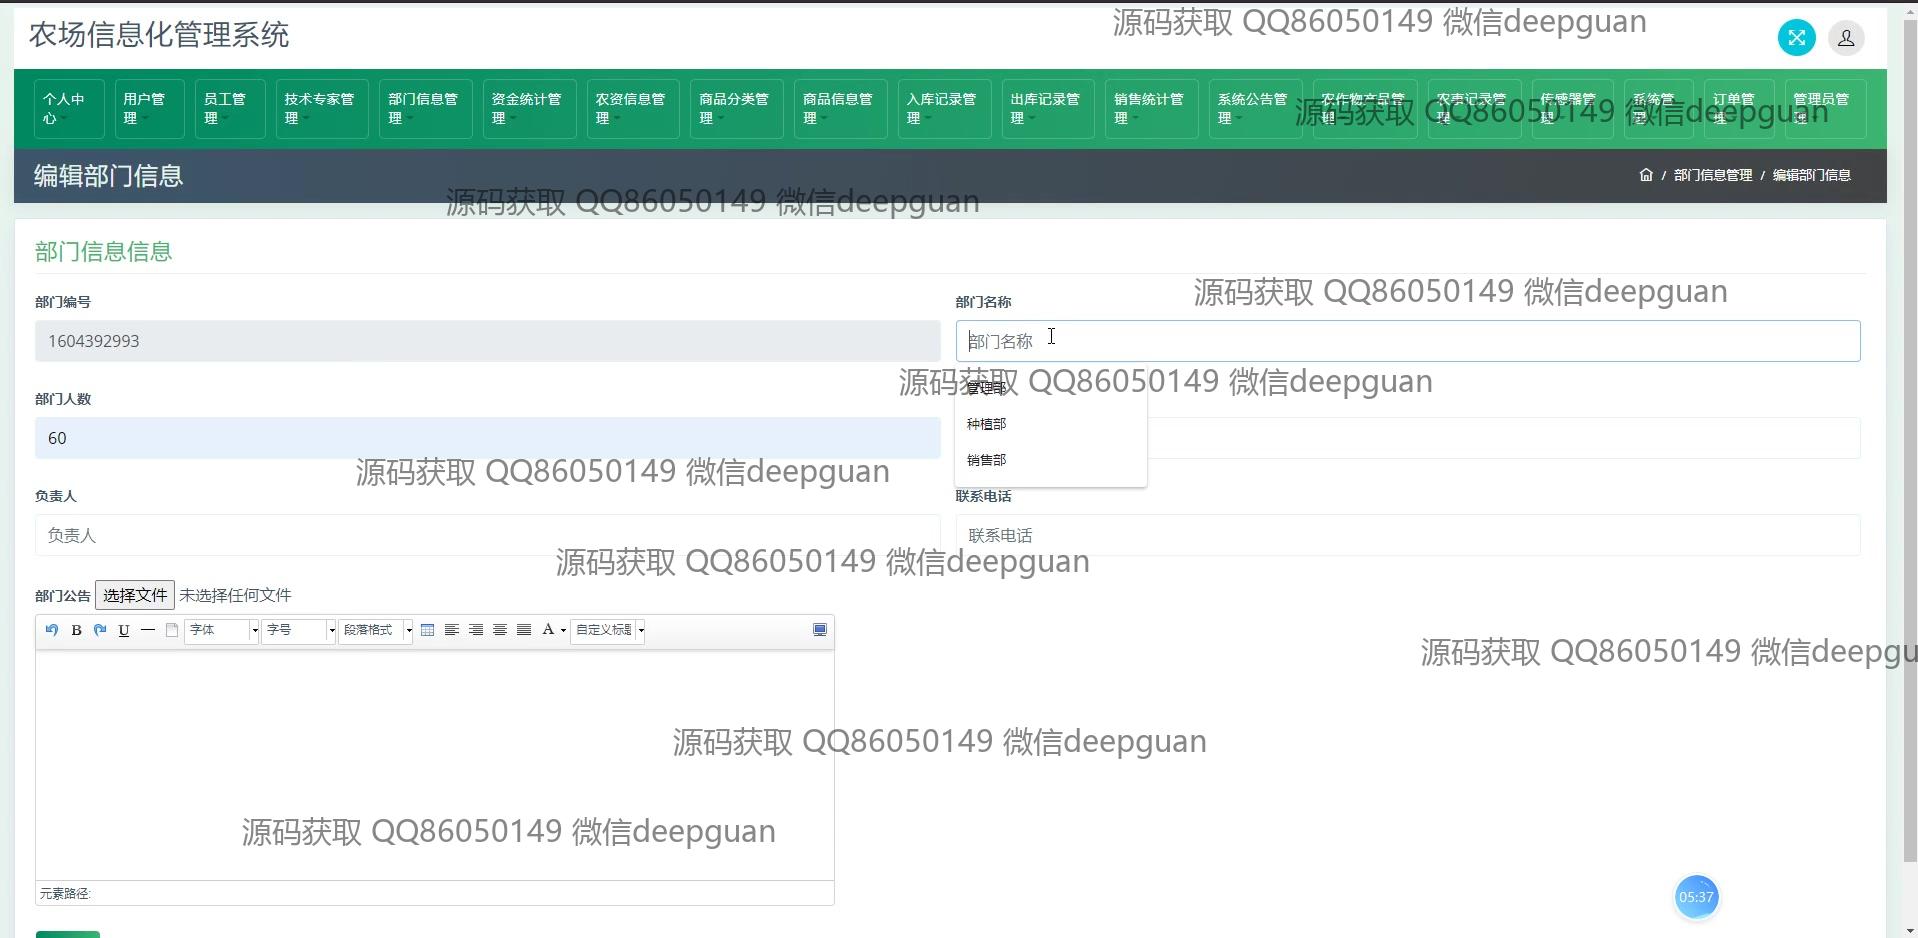 农场信息化管理系统
源码获取 QQ86050149 微信deepguan
个人中心
用户管理
员工管理
技术专家管理
部门信息管理
资金统计管理
农资信息管理
商品分类管理
商品信息管理
入库记录管理
出库记录管理
销售统计管理
系统公告管理
农作物产品管理
农事记录管理
传感器管理
系统管理
订单管理
管理员管理
源码获取 QQ86050149 微信deepguan
编辑部门信息
/ 部门信息管理 / 编辑部门信息
源码获取 QQ86050149 微信deepguan
部门信息信息
源码获取 QQ86050149 微信deepguan
部门编号
部门名称
1604392993
部门名称
源码获取 QQ86050149 微信deepguan
管理部
部门人数
种植部
60
销售部
源码获取 QQ86050149 微信deepguan
负责人
联系电话
负责人
联系电话
源码获取 QQ86050149 微信deepguan
部门公告 选择文件 未选择任何文件
B U 字体 字号 段落格式 A 自定义标题
源码获取 QQ86050149 微信deepgu
源码获取 QQ86050149 微信deepguan
源码获取 QQ86050149 微信deepguan
元素路径:
05:37